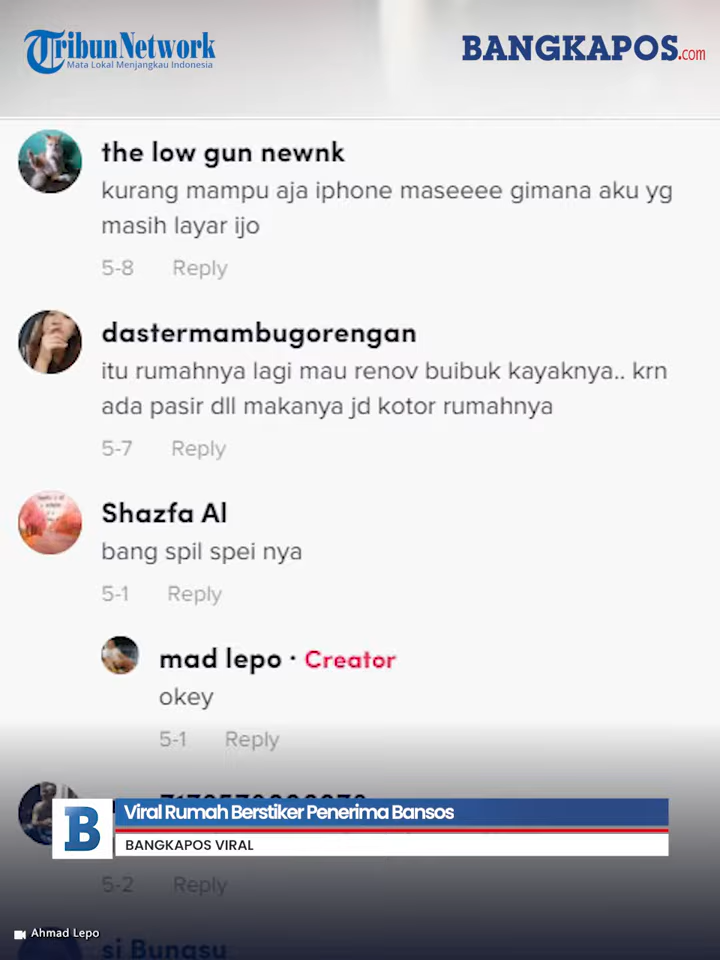 TribunNetwork
Mata Lokal Menjangkau Indonesia
BANGKAPOS.com
the low gun newnk
kurang mampu aja iphone maseeee gimana aku yg
masih layar ijo
5-8 Reply
dastermambugorengan
itu rumahnya lagi mau renov buibuk kayaknya.. krn
ada pasir dll makanya jd kotor rumahnya
5-7 Reply
Shazfa Al
bang spil spei nya
5-1 Reply
mad lepo · Creator
okey
5-1 Reply
B
Viral Rumah Berstiker Penerima Bansos
BANGKAPOS VIRAL
5-2 Reply
Ahmad Lepo
si Bungsu